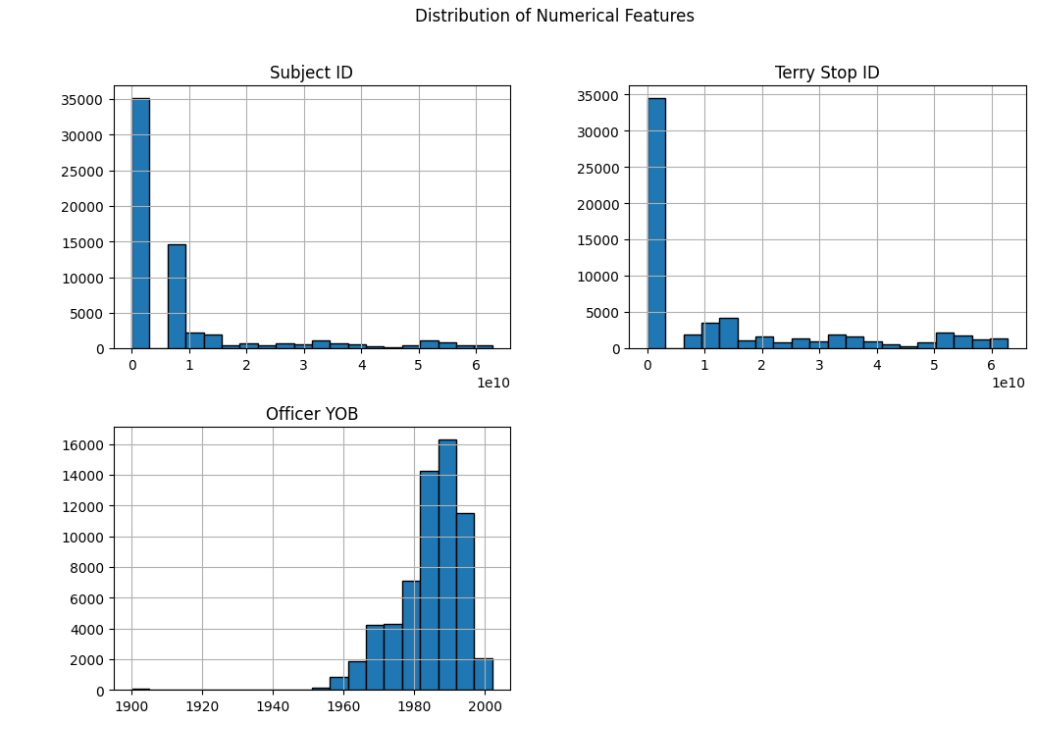 Distribution of Numerical Features
Subject ID
35000
30000
25000
20000
15000
10000
5000
0
0 1 2 3 4 5 6
1e10
Terry Stop ID
35000
30000
25000
20000
15000
10000
5000
0
0 1 2 3 4 5 6
1e10
Officer YOB
16000
14000
12000
10000
8000
6000
4000
2000
0
1900 1920 1940 1960 1980 2000